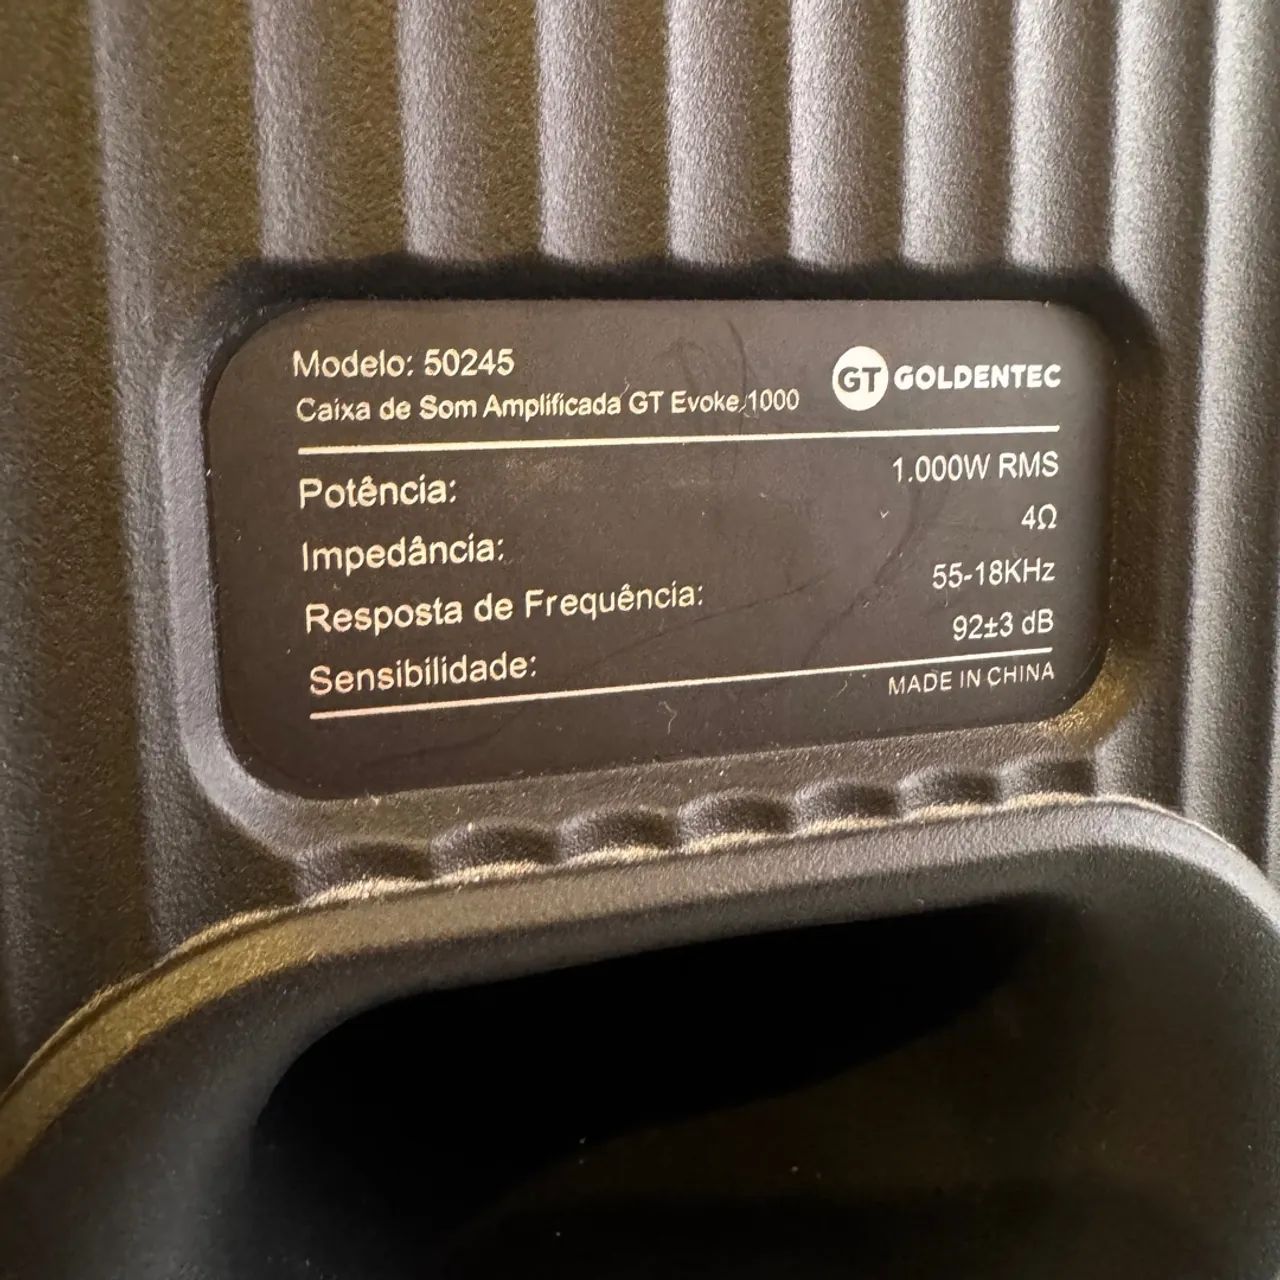 Modelo: 50245
Caixa de Som Amplificada GT Evoke 1000
GT GOLDENTEC
Potência: 1.000W RMS
Impedância: 4Ω
Resposta de Frequência: 55-18KHz
Sensibilidade: 92±3 dB
MADE IN CHINA